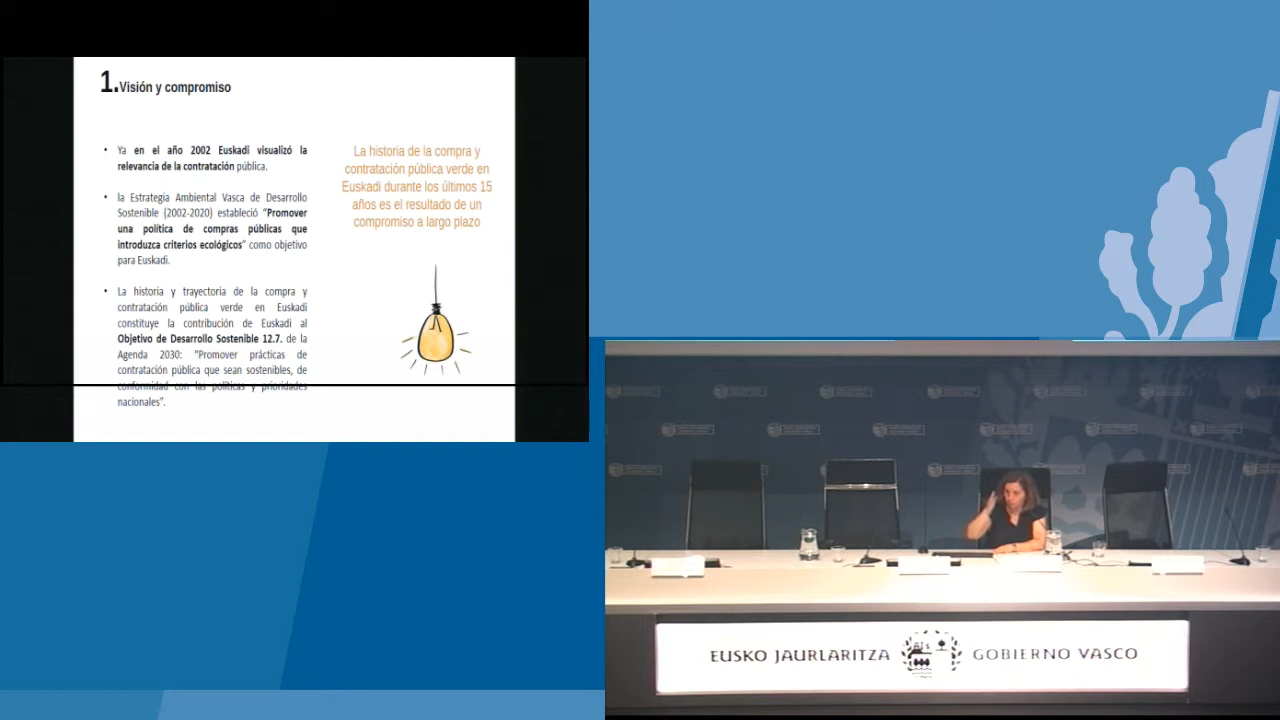 1.Visión y compromiso
• Ya en el año 2002 Euskadi visualizó la
relevancia de la contratación pública.
• la Estrategia Ambiental Vasca de Desarrollo
Sostenible (2002-2020) estableció “Promover
una política de compras públicas que
introduzca criterios ecológicos” como objetivo
para Euskadi.
• La historia y trayectoria de la compra y
contratación pública verde en Euskadi
constituye la contribución de Euskadi al
Objetivo de Desarrollo Sostenible 12.7. de la
Agenda 2030: “Promover prácticas de
contratación pública que sean sostenibles, de
conformidad con las políticas y prioridades
nacionales”.
La historia de la compra y
contratación pública verde en
Euskadi durante los últimos 15
años es el resultado de un
compromiso a largo plazo
EUSKO JAURLARITZA GOBIERNO VASCO